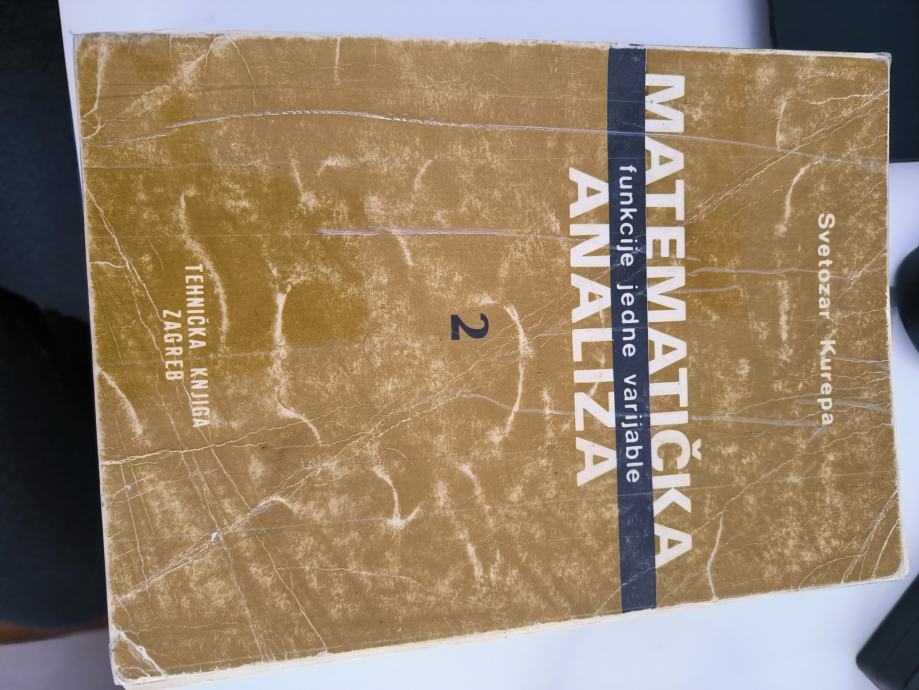 Svetozar Kurepa
MATEMATIČKA
funkcije jedne varijable
ANALIZA
2
TEHNIČKA KNJIGA
ZAGREB